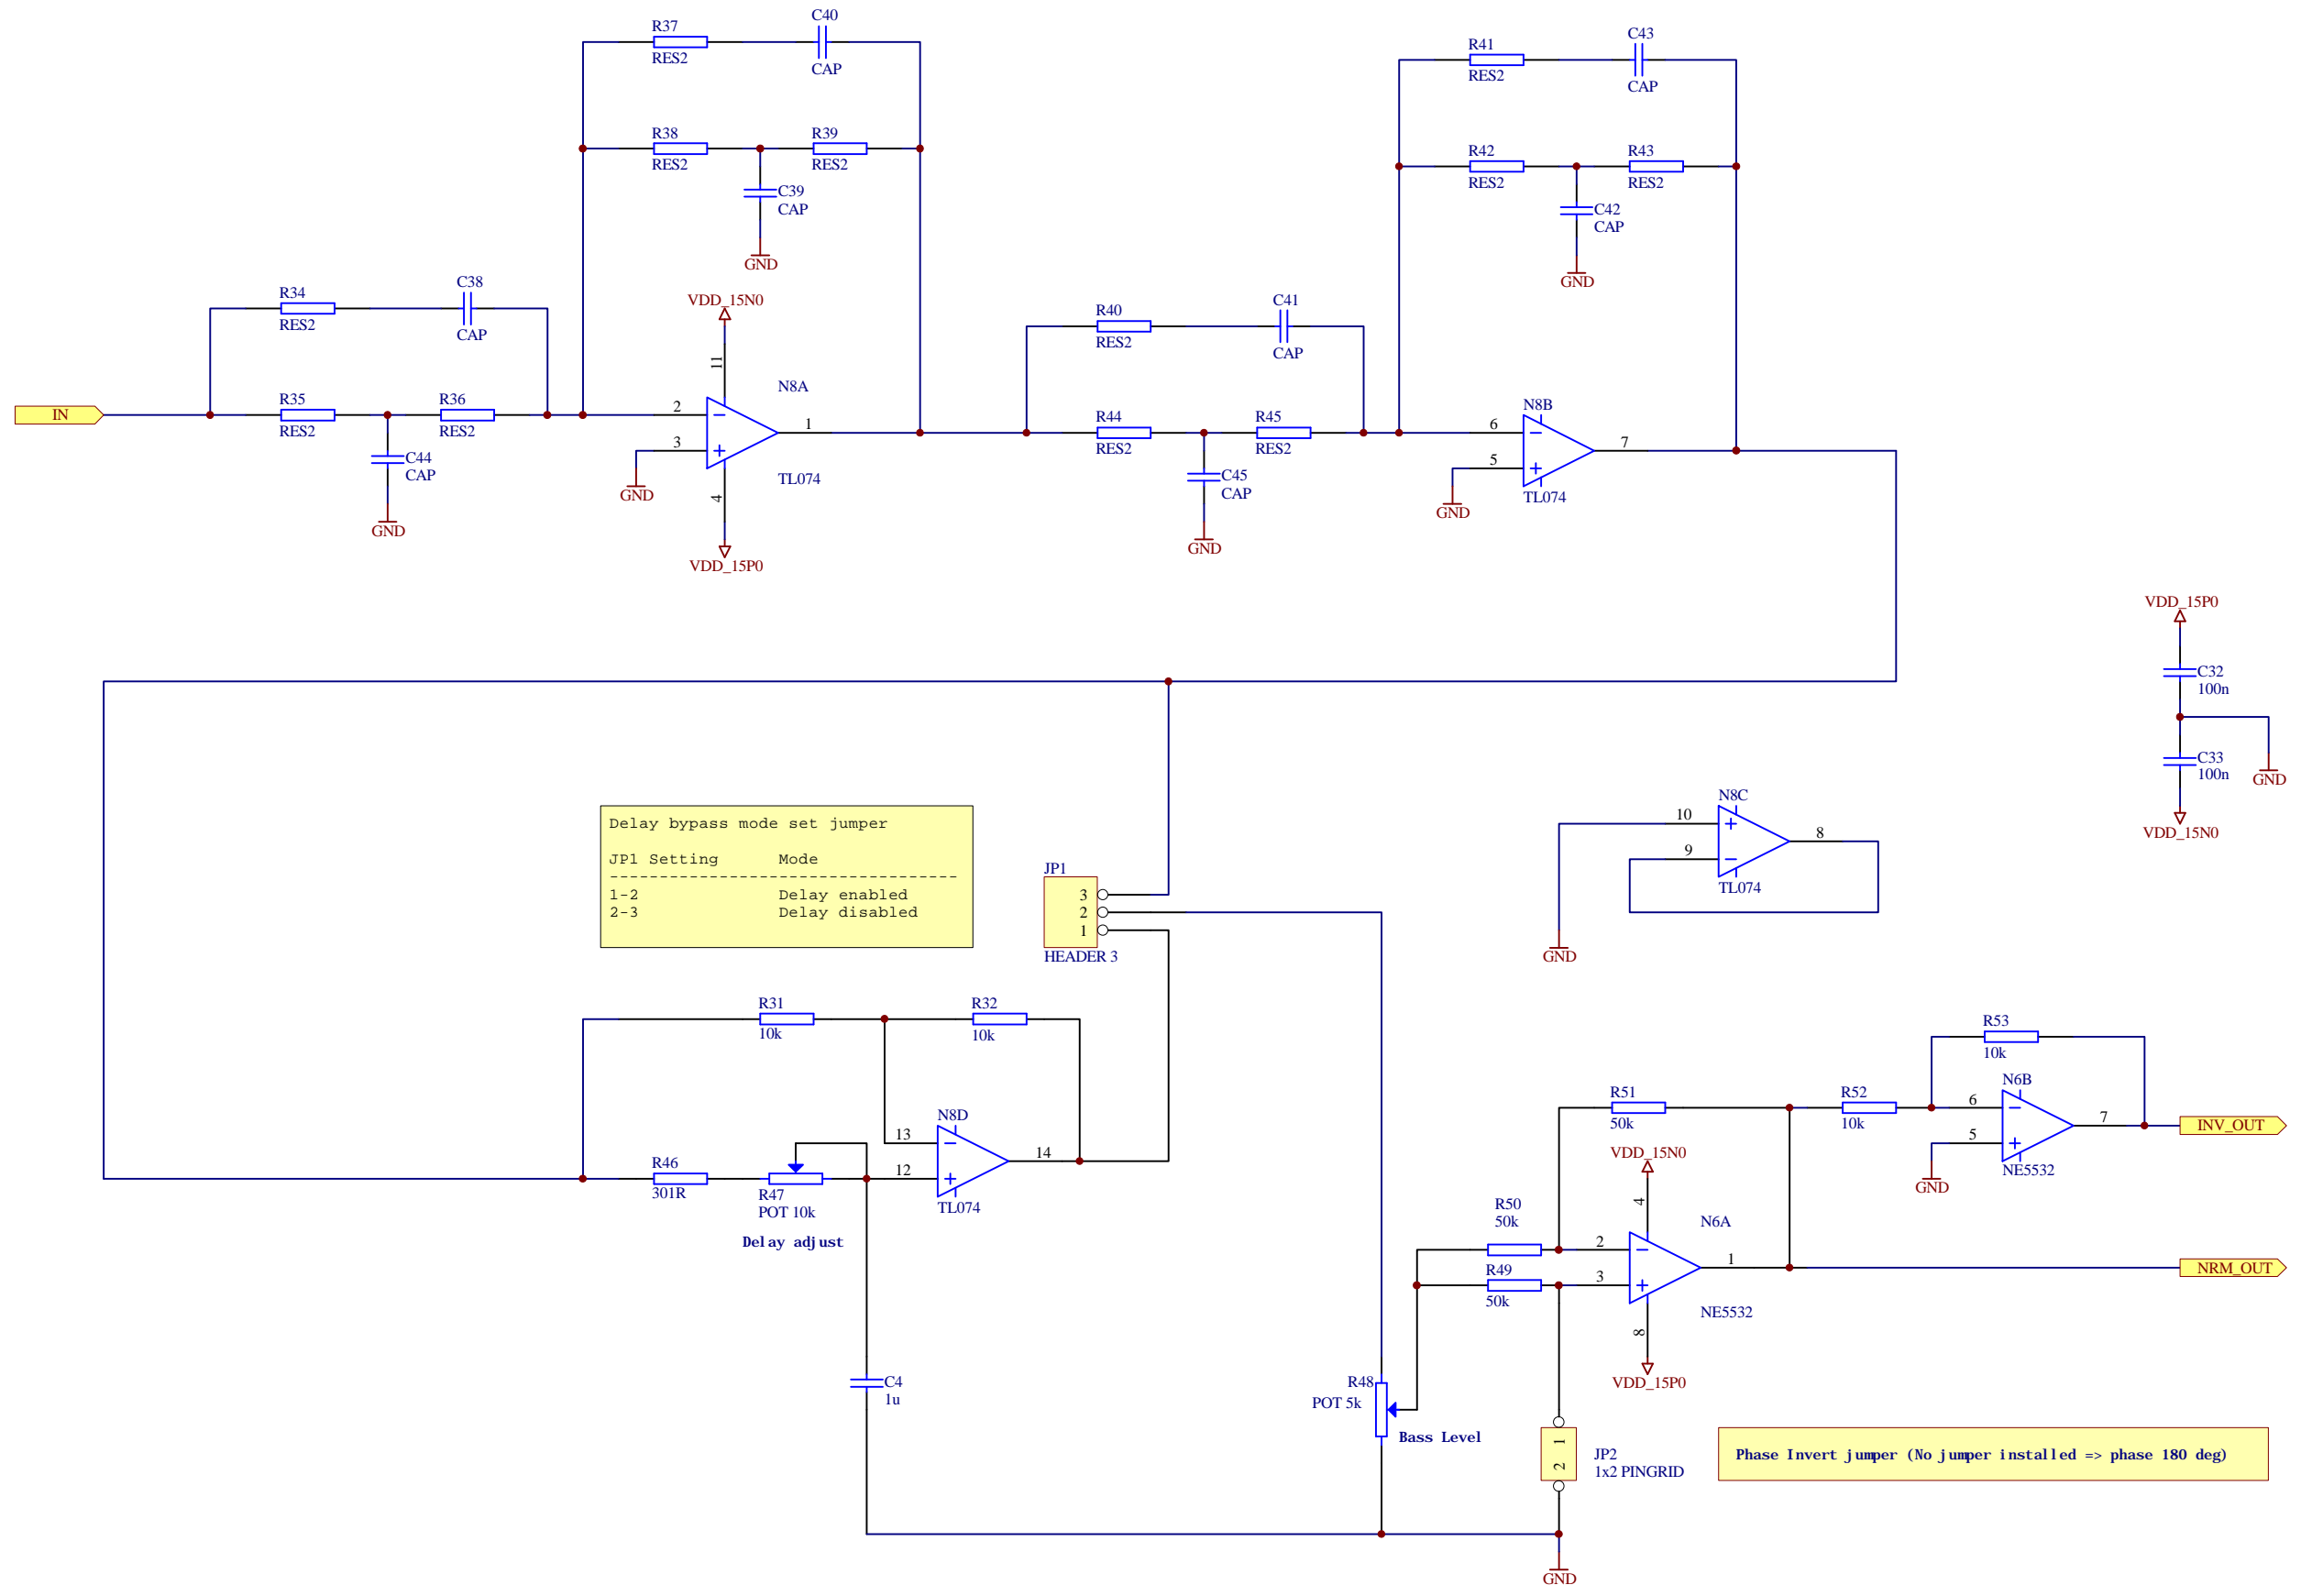 R37
RES2
C40
CAP
R38
RES2
R39
RES2
C39
CAP
GND
R41
RES2
C43
CAP
R42
RES2
R43
RES2
C42
CAP
GND
R34
RES2
C38
CAP
IN
R35
RES2
R36
RES2
C44
CAP
GND
VDD_15N0
11
N8A
2
3
1
4
TL074
GND
VDD_15P0
R40
RES2
C41
CAP
R44
RES2
R45
RES2
C45
CAP
GND
N8B
6
5
7
TL074
GND
VDD_15P0
C32
100n
C33
100n
GND
VDD_15N0
Delay bypass mode set jumper
JP1 Setting Mode
-----------------------------------
1-2 Delay enabled
2-3 Delay disabled
JP1
3
2
1
HEADER 3
N8C
10
9
8
TL074
GND
R31
10k
R32
10k
N8D
13
12
14
TL074
R46
301R
R47
POT 10k
Delay adjust
C4
1u
R48
POT 5k
Bass Level
R51
50k
R50
50k
R49
50k
VDD_15N0
4
N6A
2
3
1
8
NE5532
VDD_15P0
R52
10k
R53
10k
N6B
6
5
7
NE5532
GND
INV_OUT
NRM_OUT
1
2
JP2
1x2 PINGRID
Phase Invert jumper (No jumper installed => phase 180 deg)
GND